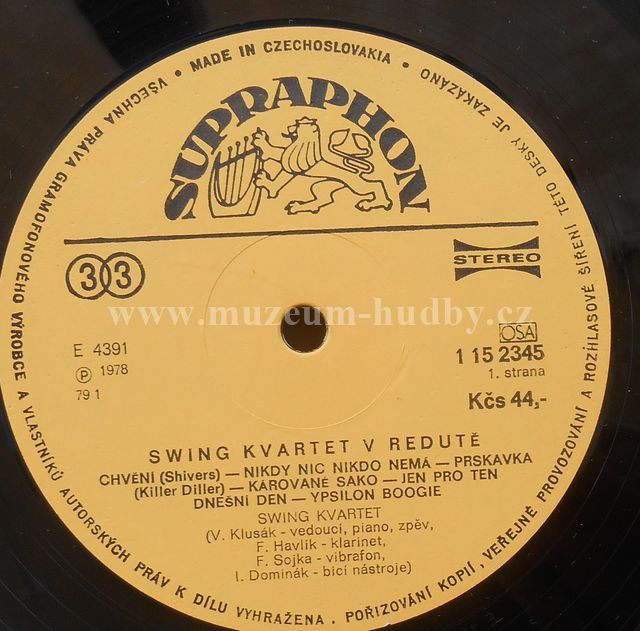 VŠECHNA PRÁVA GRAMOFONOVÉHO VÝROBCE A VLASTNÍKŮ AUTORSKÝCH PRÁV K DÍLU VYHRAŽENA. POŘIZOVÁNÍ KOPIÍ, VEŘEJNÉ PROVOZOVÁNÍ A ROZHLASOVÉ ŠÍŘENÍ TÉTO DESKY JE ZAKÁZÁNO • MADE IN CZECHOSLOVAKIA •
SUPRAPHON
33
STEREO
www.muzeum-hudby.cz
E 4391
Ⓟ 1978
79 1
OSA
1 15 2345
1. strana
Kčs 44,-
SWING KVARTET V REDUTĚ
CHVĚNÍ (Shivers) — NIKDY NIC NIKDO NEMÁ — PRSKAVKA
(Killer Diller) — KÁROVANÉ SAKO — JEN PRO TEN
DNEŠNÍ DEN — YPSILON BOOGIE
SWING KVARTET
(V. Klusák - vedoucí, piano, zpěv,
F. Havlík - klarinet,
F. Sojka - vibrafon,
I. Dominák - bicí nástroje)